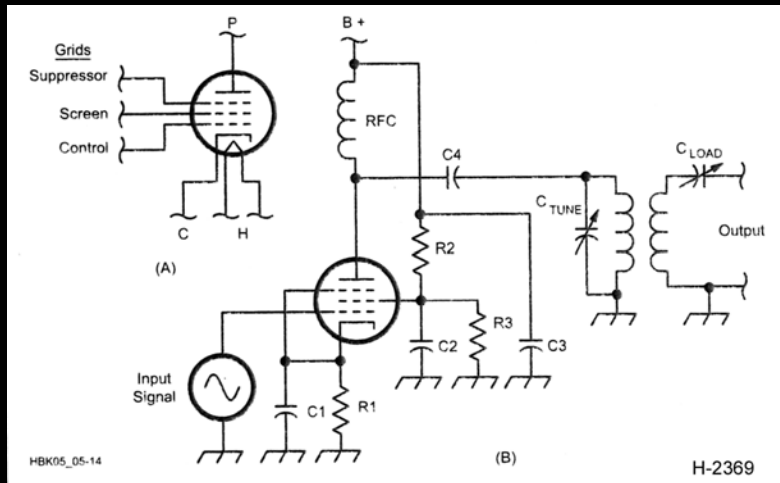 P
Grids
Suppressor
Screen
Control
C
H
(A)
B +
RFC
C4
C LOAD
C TUNE
Output
R2
R3
C2
C3
Input
Signal
C1
R1
HBK05_05-14
(B)
H-2369